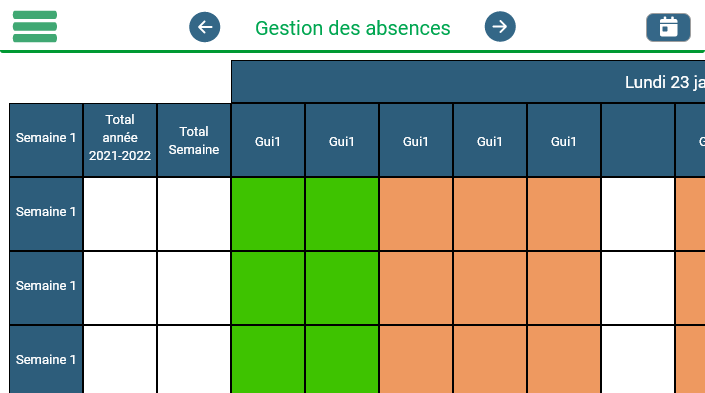 Gestion des absences
Lundi 23 ja
Semaine 1
Total
année
2021-2022
Total
Semaine
Gui1
Gui1
Gui1
Gui1
Gui1
G
Semaine 1
Semaine 1
Semaine 1